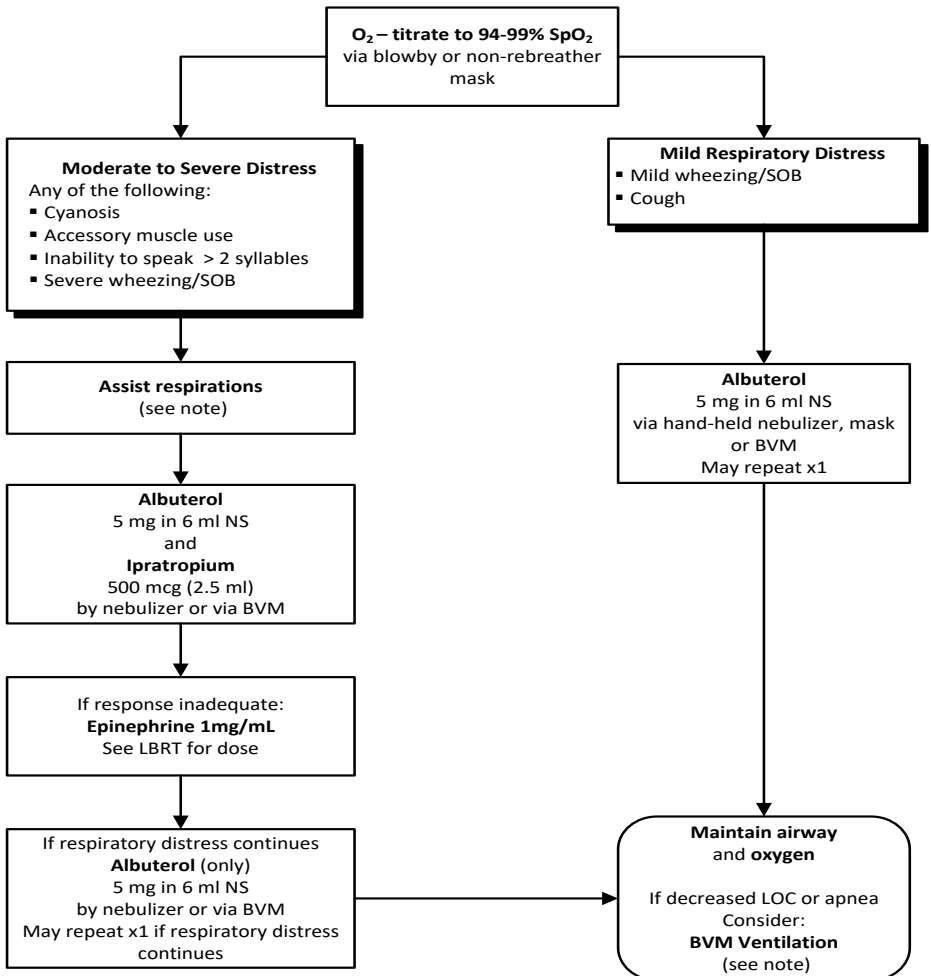 O₂ – titrate to 94-99% SpO₂
via blowby or non-rebreather
mask
Moderate to Severe Distress
Any of the following:
▪ Cyanosis
▪ Accessory muscle use
▪ Inability to speak > 2 syllables
▪ Severe wheezing/SOB
Assist respirations
(see note)
Albuterol
5 mg in 6 ml NS
and
Ipratropium
500 mcg (2.5 ml)
by nebulizer or via BVM
If response inadequate:
Epinephrine 1mg/mL
See LBRT for dose
If respiratory distress continues
Albuterol (only)
5 mg in 6 ml NS
by nebulizer or via BVM
May repeat x1 if respiratory distress
continues
Mild Respiratory Distress
▪ Mild wheezing/SOB
▪ Cough
Albuterol
5 mg in 6 ml NS
via hand-held nebulizer, mask
or BVM
May repeat x1
Maintain airway
and oxygen
If decreased LOC or apnea
Consider:
BVM Ventilation
(see note)